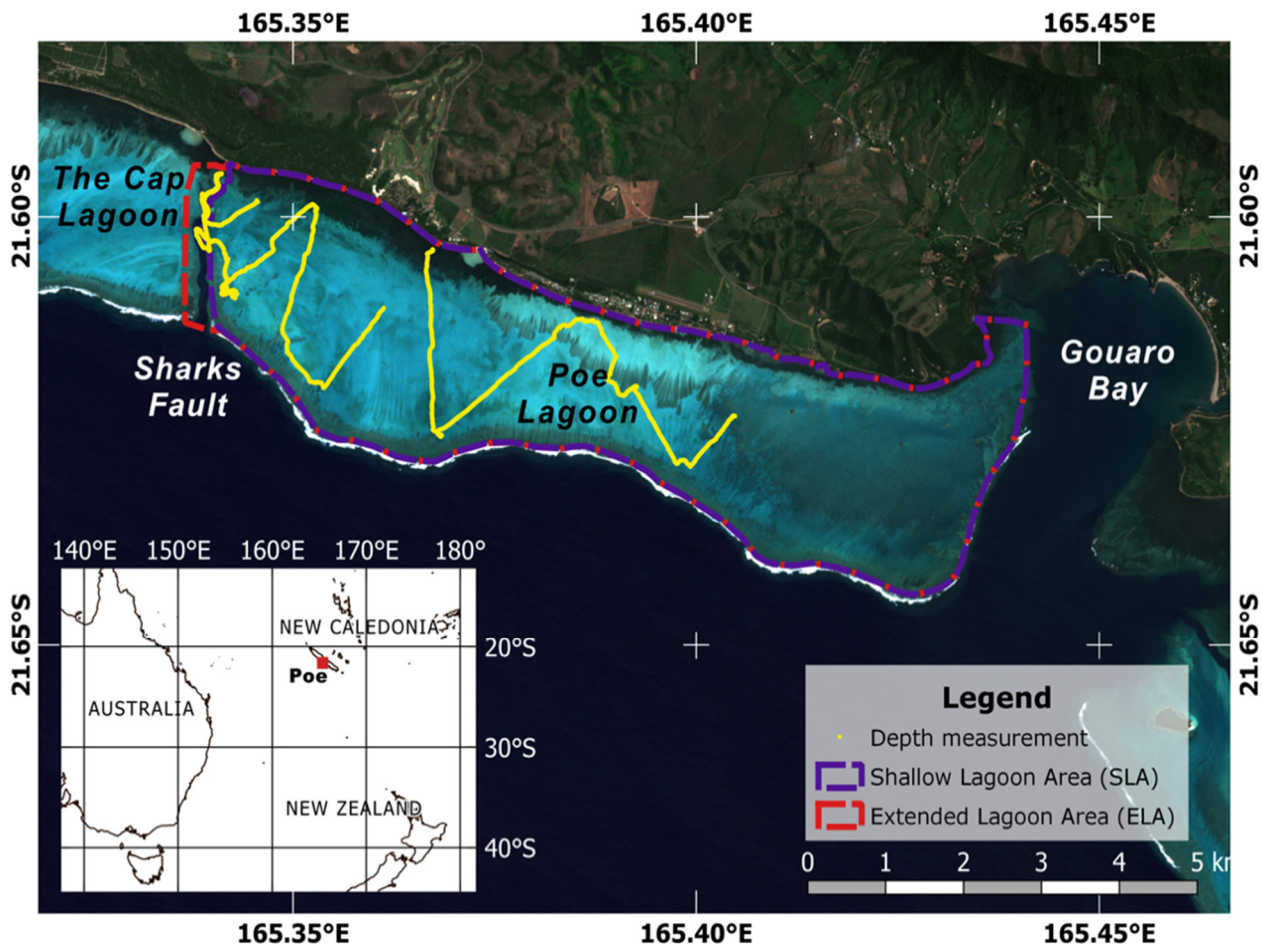 165.35°E 165.40°E 165.45°E
21.60°S
21.60°S
The Cap
Lagoon
Sharks
Fault
Poe
Lagoon
Gouaro
Bay
140°E 150°E 160°E 170°E 180°
NEW CALEDONIA
Poe
AUSTRALIA
NEW ZEALAND
20°S
30°S
40°S
21.65°S
21.65°S
Legend
Depth measurement
Shallow Lagoon Area (SLA)
Extended Lagoon Area (ELA)
0 1 2 3 4 5 km
165.35°E 165.40°E 165.45°E